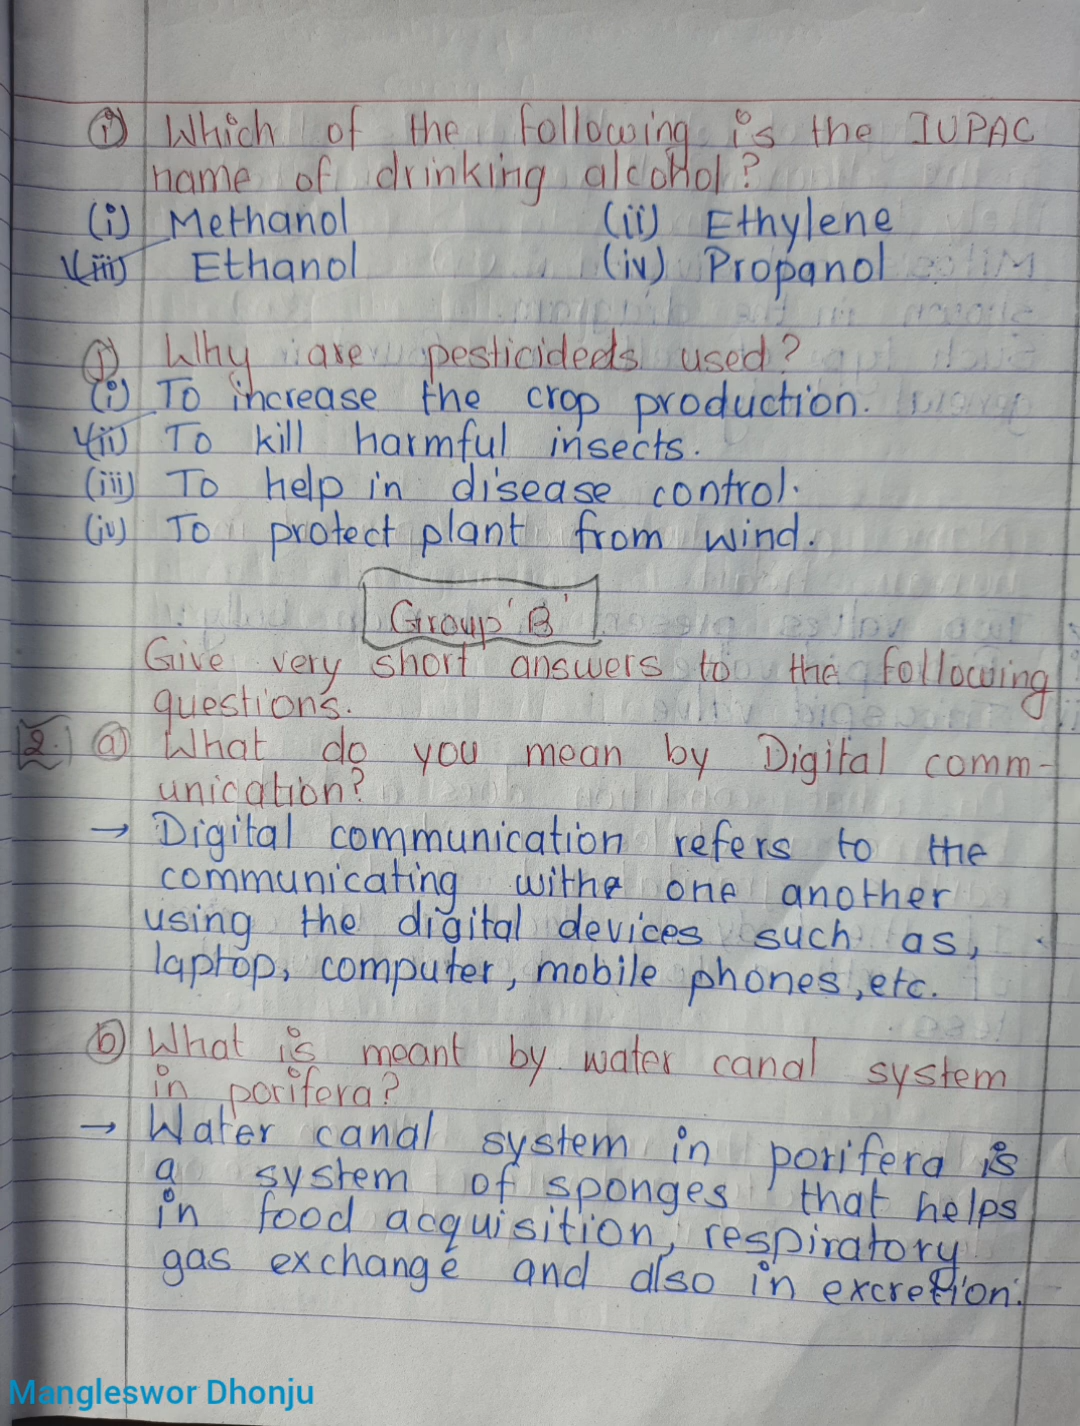 (i) Which of the following is the IUPAC
name of drinking alcohol?
(i) Methanol (ii) Ethylene
✓(iii) Ethanol (iv) Propanol
(j) Why are pesticideds used?
(i) To increase the crop production.
✓(ii) To kill harmful insects.
(iii) To help in disease control.
(iv) To protect plant from wind.
Group 'B'
Give very short answers to the following
questions.
2. (a) What do you mean by Digital comm-
unication?
→ Digital communication refers to the
communicating withe one another
using the digital devices such as,
laptop, computer, mobile phones, etc.
(b) What is meant by water canal system
in porifera?
→ Water canal system in porifera is
a system of sponges that helps
in food acquisition, respiratory
gas exchange and also in excretion.
Mangleswor Dhonju